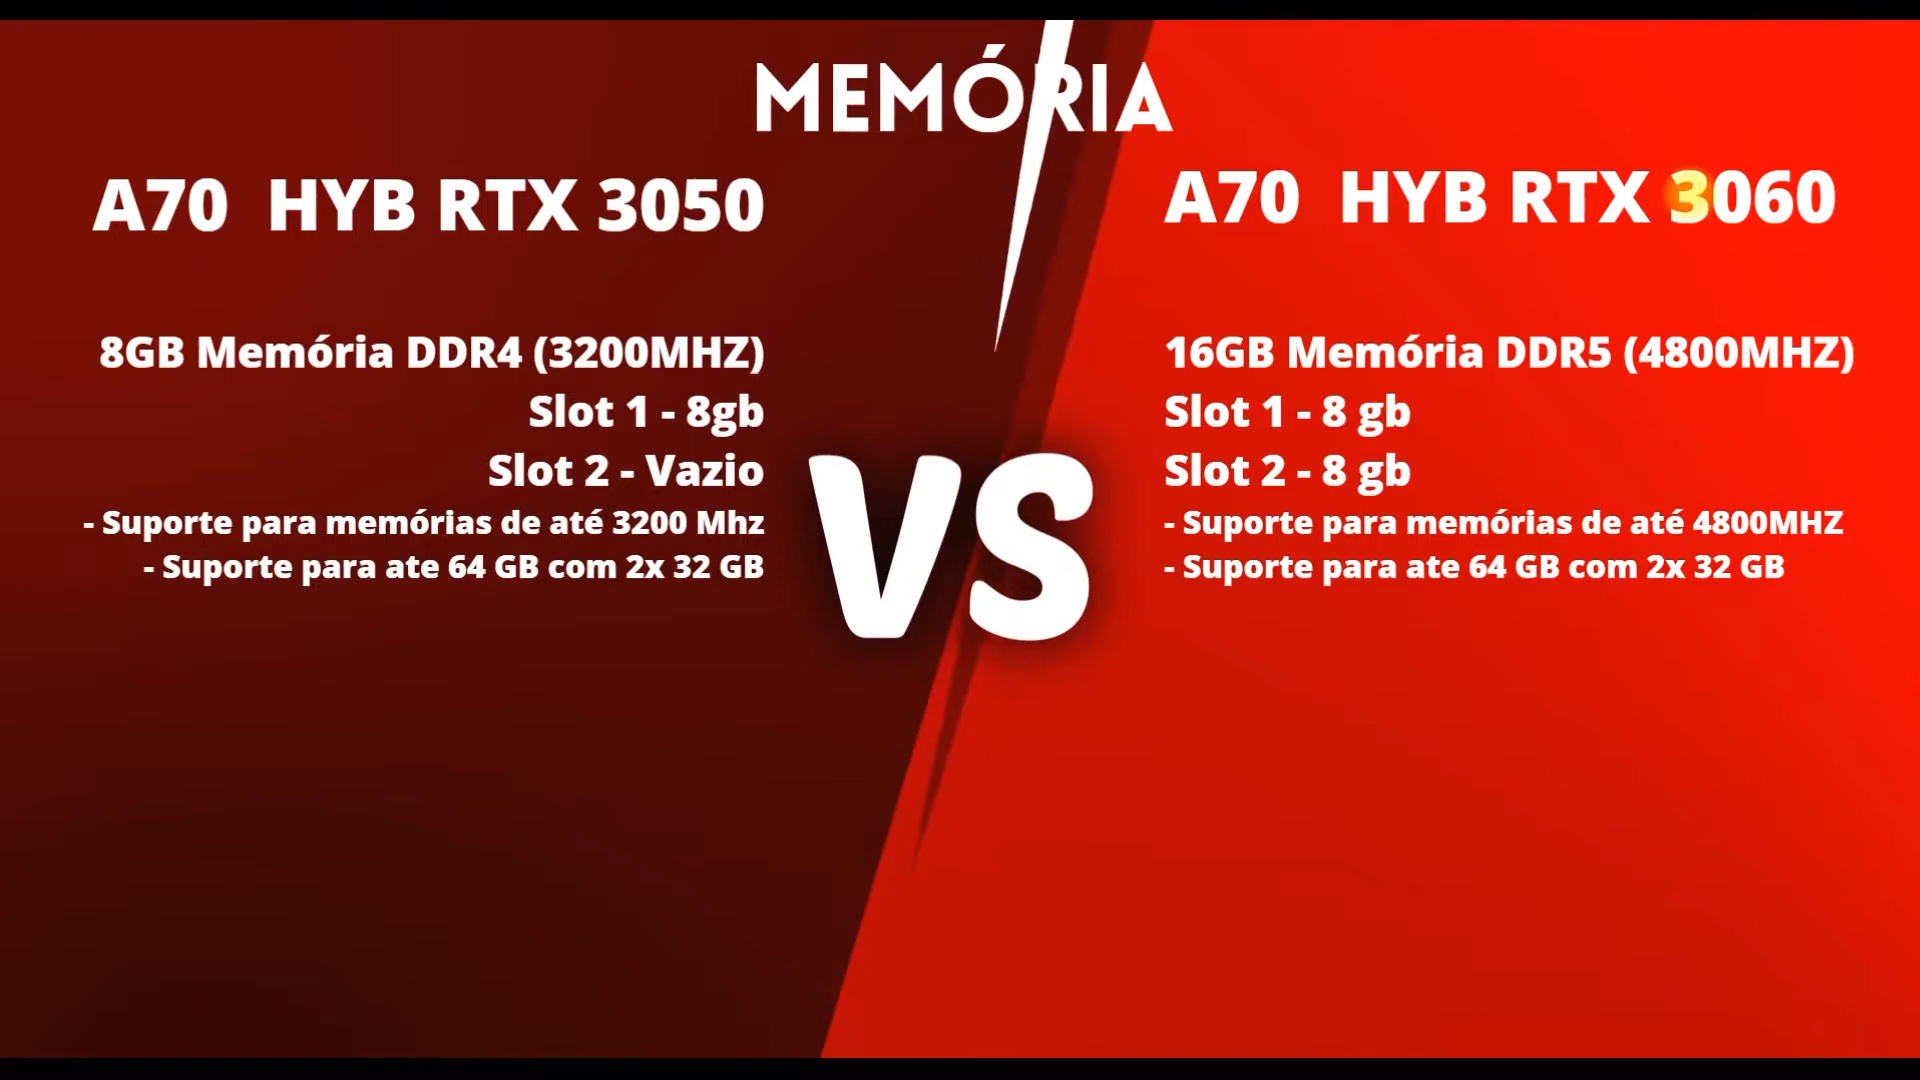 MEMÓRIA
A70 HYB RTX 3050
8GB Memória DDR4 (3200MHZ)
Slot 1 - 8gb
Slot 2 - Vazio
- Suporte para memórias de até 3200 Mhz
- Suporte para ate 64 GB com 2x 32 GB
VS
A70 HYB RTX 3060
16GB Memória DDR5 (4800MHZ)
Slot 1 - 8 gb
Slot 2 - 8 gb
- Suporte para memórias de até 4800MHZ
- Suporte para ate 64 GB com 2x 32 GB